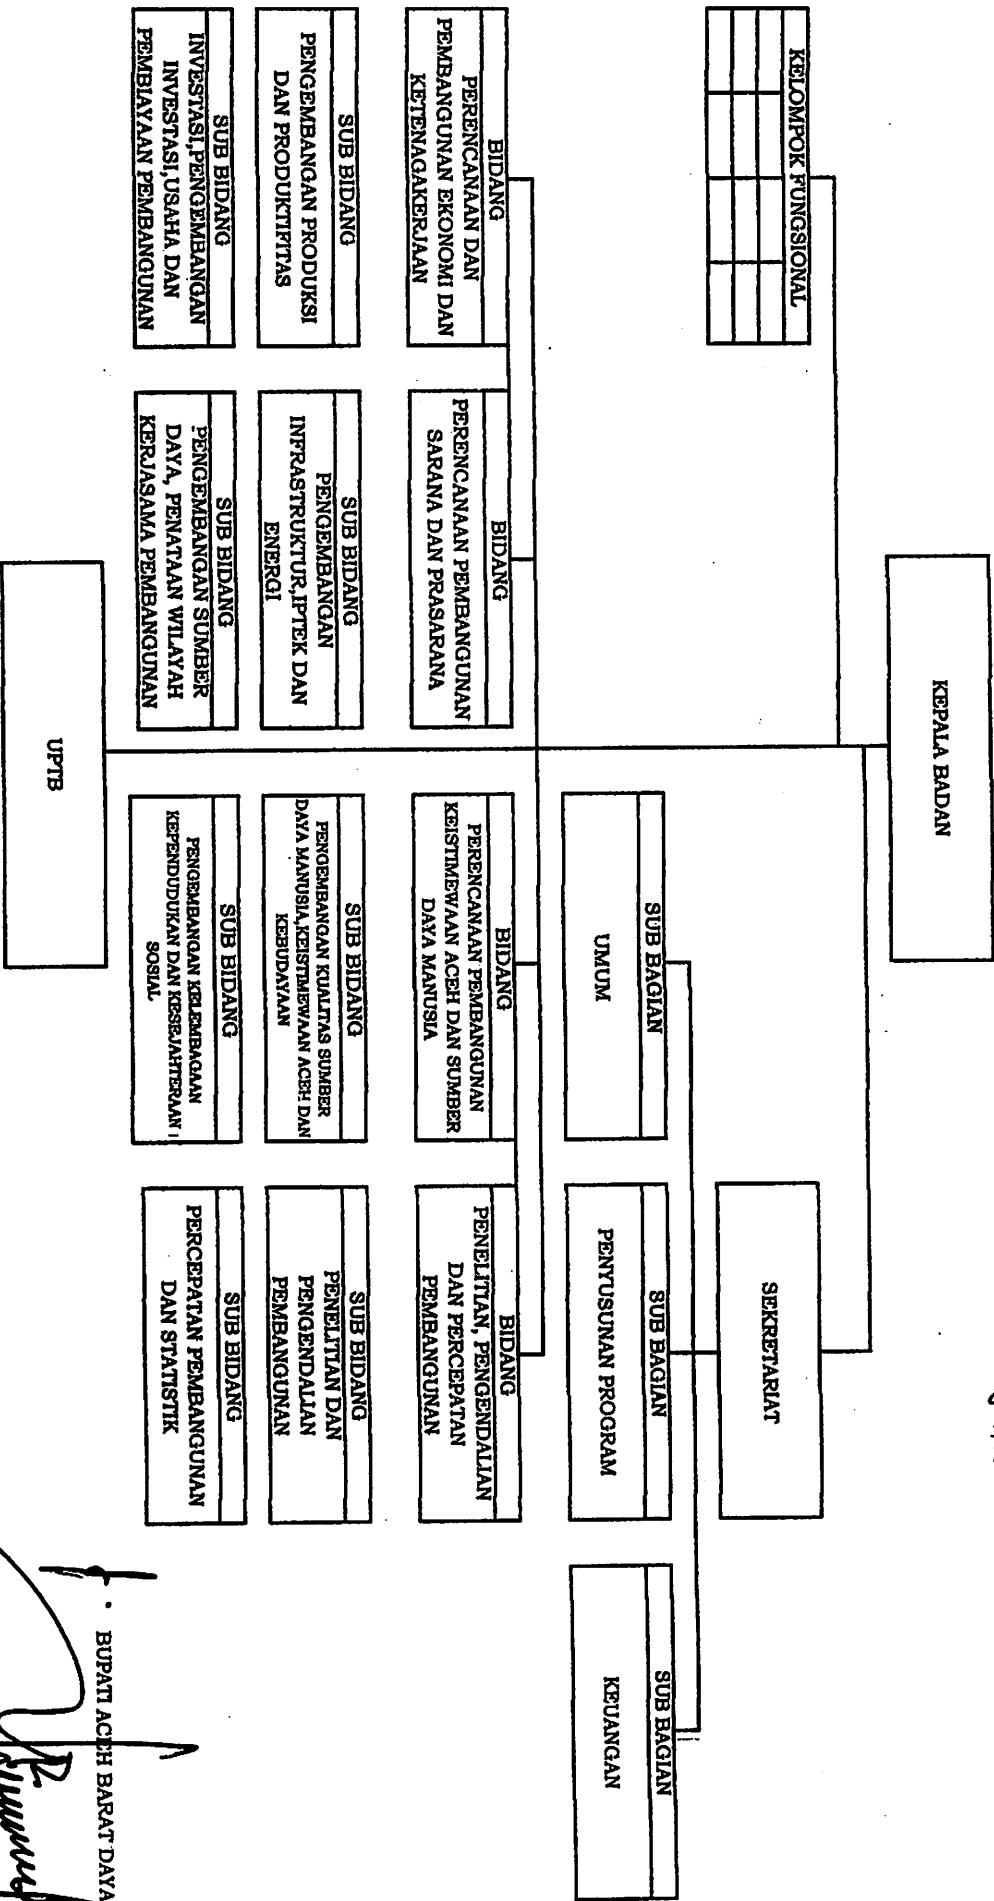 KEPALA BADAN
KELOMPOK FUNGSIONAL
SEKRETARIAT
SUB BAGIAN
UMUM
SUB BAGIAN
PENYUSUNAN PROGRAM
SUB BAGIAN
KEUANGAN
BIDANG
PERENCANAAN DAN
PEMBANGUNAN EKONOMI DAN
KETENAGAKERJAAN
BIDANG
PERENCANAAN PEMBANGUNAN
SARANA DAN PRASARANA
BIDANG
PERENCANAAN PEMBANGUNAN
KEISTIMEWAAN ACEH DAN SUMBER
DAYA MANUSIA
BIDANG
PENELITIAN, PENGENDALIAN
DAN PERCEPATAN
PEMBANGUNAN
SUB BIDANG
PENGEMBANGAN PRODUKSI
DAN PRODUKTIFITAS
SUB BIDANG
PENGEMBANGAN
INFRASTRUKTUR,IPTEK DAN
ENERGI
SUB BIDANG
PENGEMBANGAN KUALITAS SUMBER
DAYA MANUSIA,KEISTIMEWAAN ACEH DAN
KEBUDAYAAN
SUB BIDANG
PENELITIAN DAN
PENGENDALIAN
PEMBANGUNAN
SUB BIDANG
INVESTASI,PENGEMBANGAN
INVESTASI,USAHA DAN
PEMBIAYAAN PEMBANGUNAN
SUB BIDANG
PENGEMBANGAN SUMBER
DAYA, PENATAAN WILAYAH
KERJASAMA PEMBANGUNAN
SUB BIDANG
PENGEMBANGAN KELEMBAGAAN
KEPENDUDUKAN DAN KESEJAHTERAAN
SOSIAL
SUB BIDANG
PERCEPATAN PEMBANGUNAN
DAN STATISTIK
UPTB
BUPATI ACEH BARAT DAYA